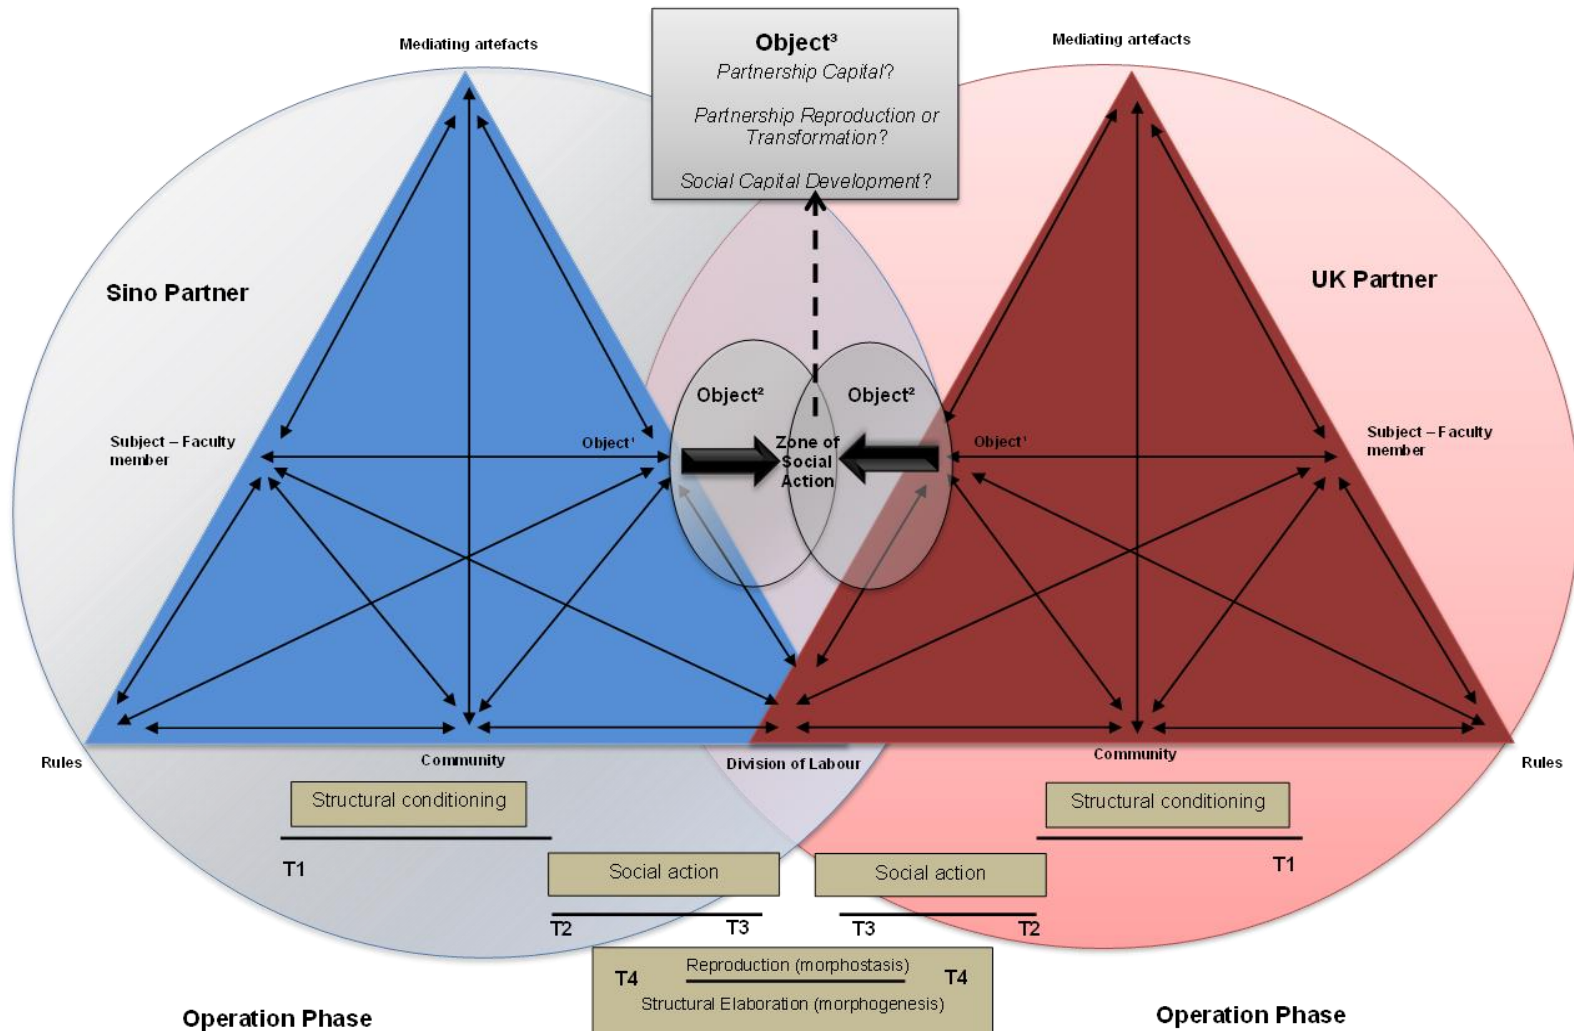 Mediating artefacts
Mediating artefacts
Object³
Partnership Capital?
Partnership Reproduction or
Transformation?
Social Capital Development?
Sino Partner
UK Partner
Object²
Object²
Subject – Faculty
member
Object¹
Zone of
Social
Action
Object¹
Subject – Faculty
member
Rules
Community
Division of Labour
Community
Rules
Structural conditioning
Structural conditioning
T1
T1
Social action
Social action
T2
T3
T3
T2
T4
Reproduction (morphostasis)
T4
Structural Elaboration (morphogenesis)
Operation Phase
Operation Phase